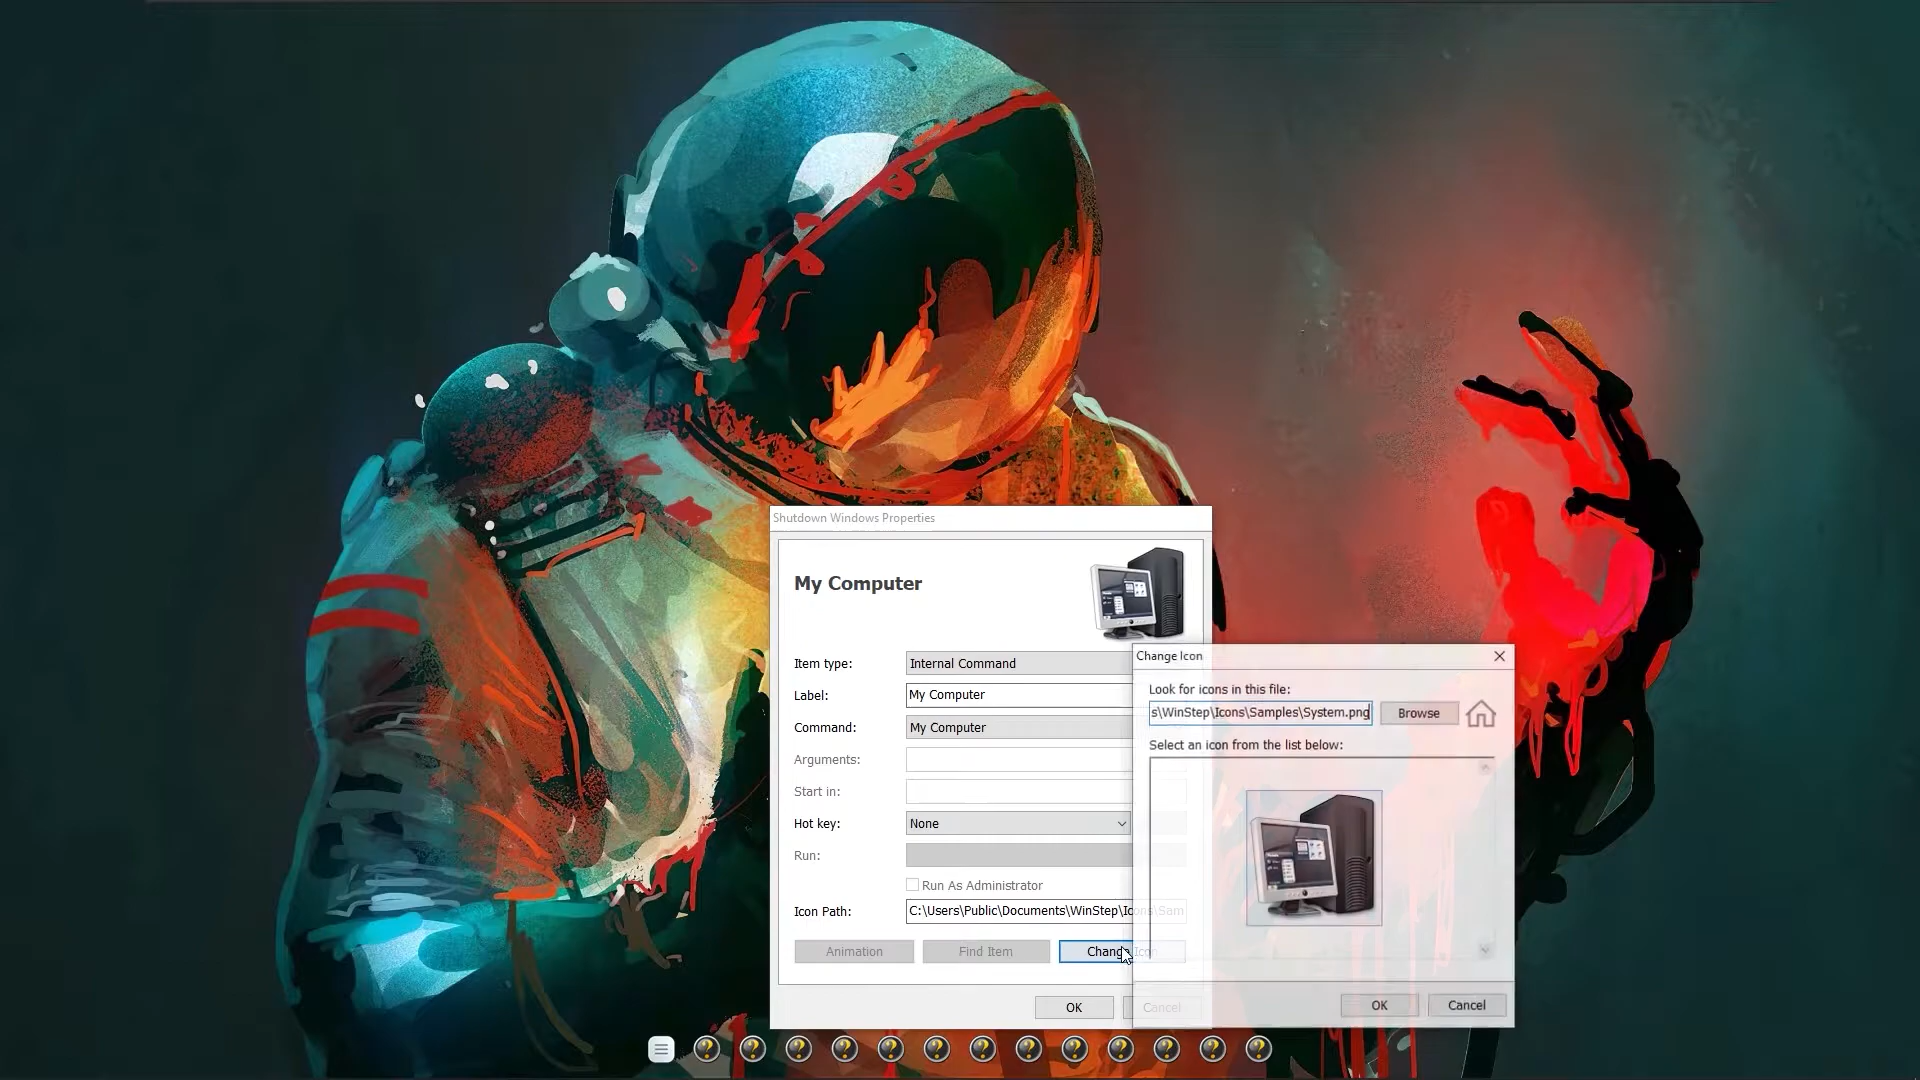 Shutdown Windows Properties
My Computer
Item type:
Internal Command
Label:
My Computer
Command:
My Computer
Arguments:
Start in:
Hot key:
None
Run:
Run As Administrator
Icon Path:
C:\Users\Public\Documents\WinStep\Icons\Sam
Animation
Find Item
Change Icon
OK
Cancel
Change Icon
Look for icons in this file:
s\WinStep\Icons\Samples\System.png
Browse
Select an icon from the list below:
OK
Cancel
? ? ? ? ? ? ? ? ? ? ? ? ?